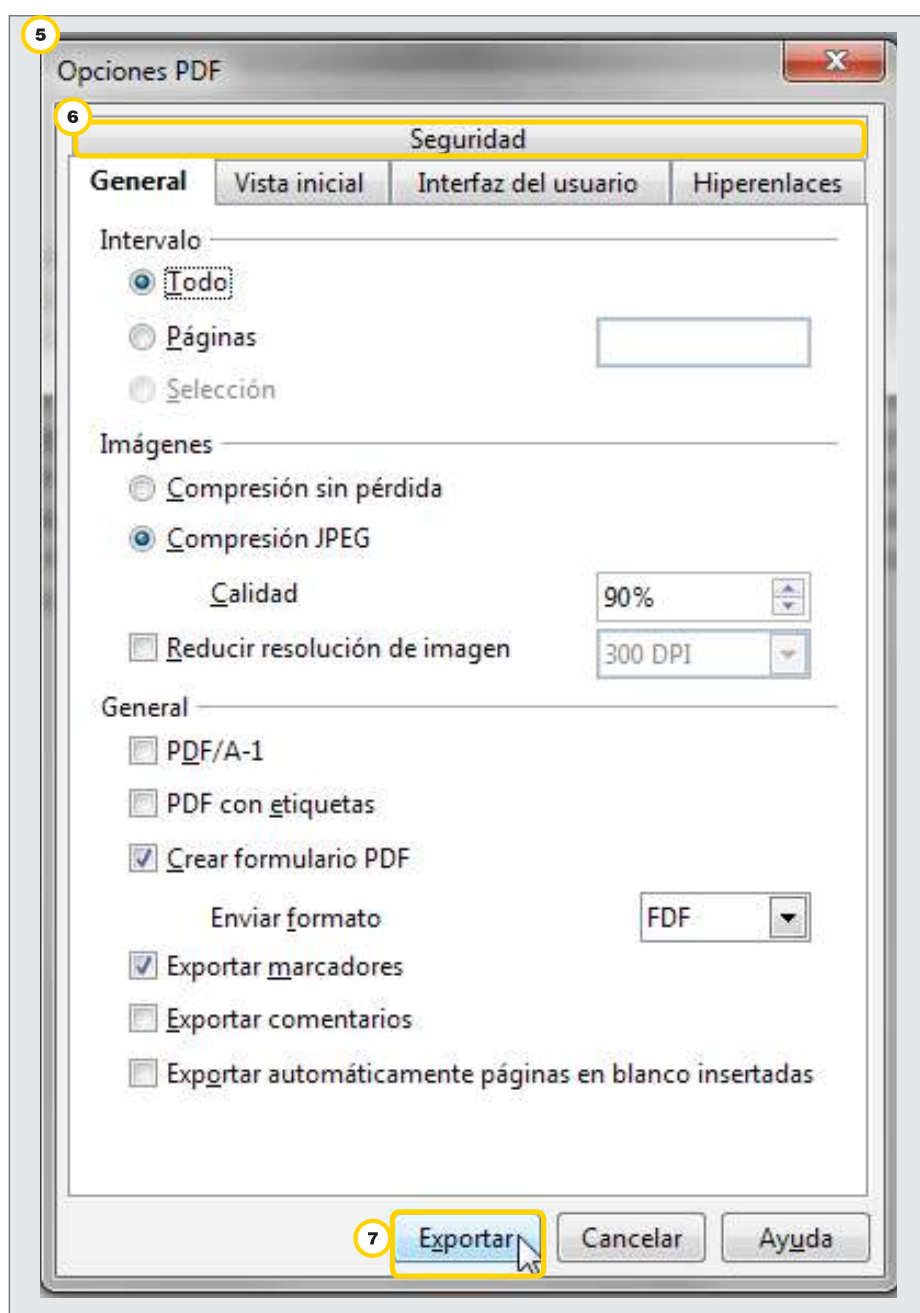 5
Opciones PDF
6
Seguridad
General Vista inicial Interfaz del usuario Hiperenlaces
Intervalo
Todo
Páginas
Selección
Imágenes
Compresión sin pérdida
Compresión JPEG
Calidad 90%
Reducir resolución de imagen 300 DPI
General
PDF/A-1
PDF con etiquetas
Crear formulario PDF
Enviar formato FDF
Exportar marcadores
Exportar comentarios
Exportar automáticamente páginas en blanco insertadas
7 Exportar Cancelar Ayuda